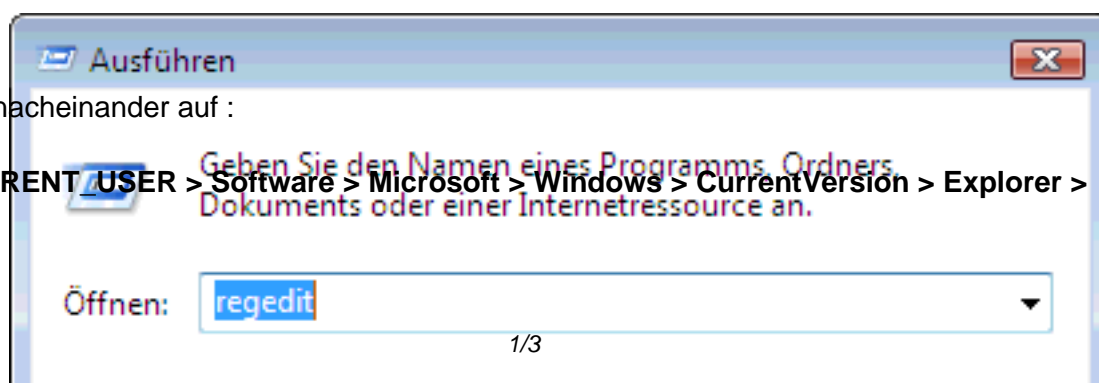 Ausführen
nacheinander auf :
Geben Sie den Namen eines Programms, Ordners,
RENT_USER > Software > Microsoft > Windows > CurrentVersion > Explorer >
Dokuments oder einer Internetressource an.
Öffnen: regedit
1/3